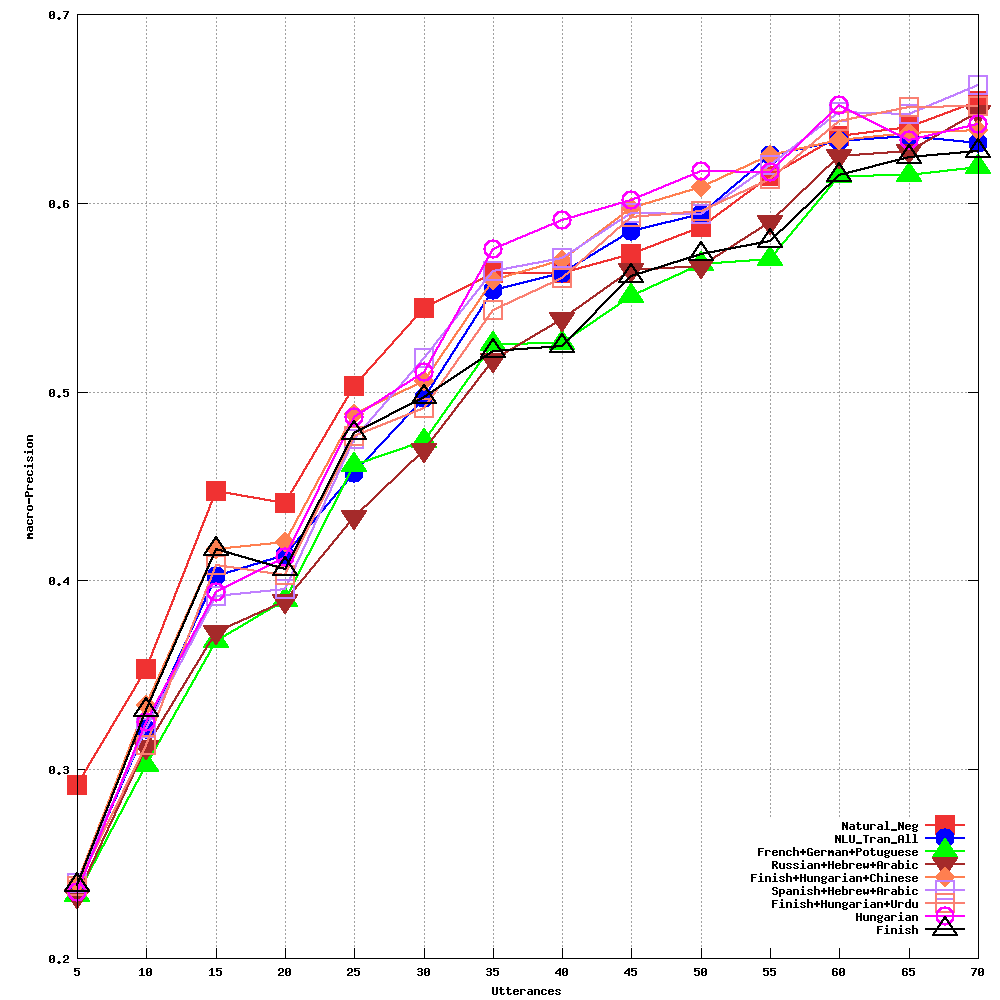 0.7
0.6
0.5
0.4
0.3
0.2
macro-Precision
Natural_Neg
NLU_Tran_All
French+German+Potuguese
Russian+Hebrew+Arabic
Finish+Hungarian+Chinese
Spanish+Hebrew+Arabic
Finish+Hungarian+Urdu
Hungarian
Finish
5 10 15 20 25 30 35 40 45 50 55 60 65 70
Utterances